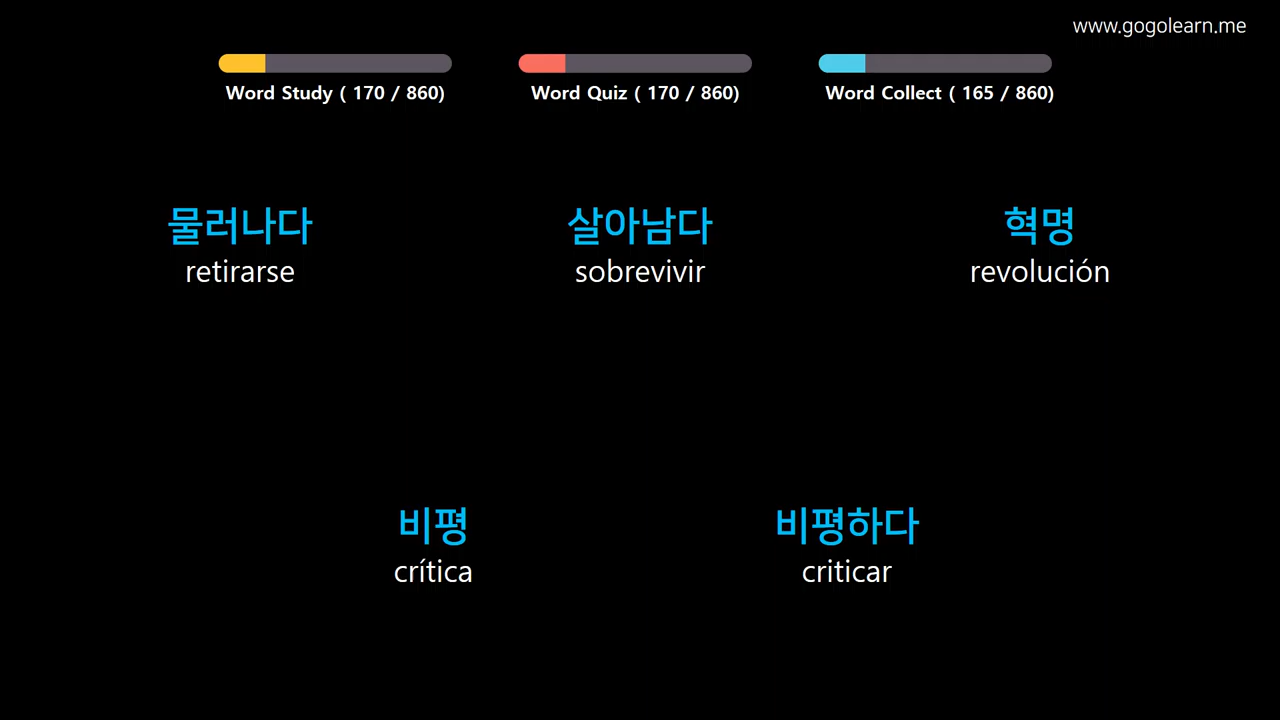 www.gogolearn.me
Word Study ( 170 / 860)
Word Quiz ( 170 / 860)
Word Collect ( 165 / 860)
물러나다
retirarse
살아남다
sobrevivir
혁명
revolución
비평
crítica
비평하다
criticar